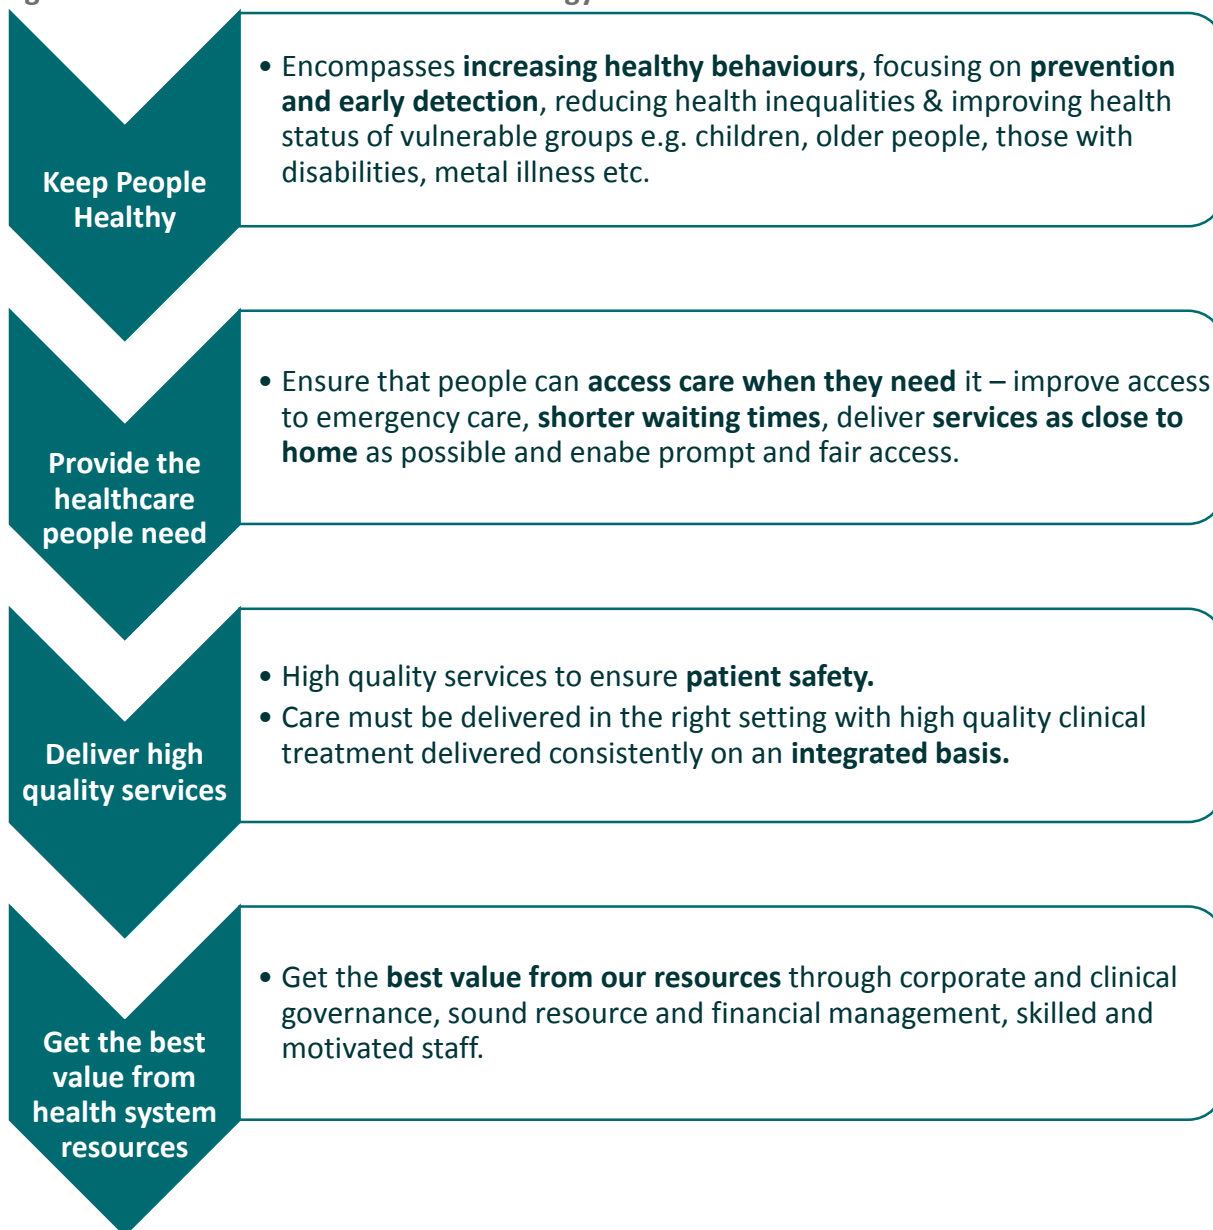 Keep People
Healthy
• Encompasses increasing healthy behaviours, focusing on prevention
and early detection, reducing health inequalities & improving health
status of vulnerable groups e.g. children, older people, those with
disabilities, metal illness etc.
Provide the
healthcare
people need
• Ensure that people can access care when they need it – improve access
to emergency care, shorter waiting times, deliver services as close to
home as possible and enabe prompt and fair access.
Deliver high
quality services
• High quality services to ensure patient safety.
• Care must be delivered in the right setting with high quality clinical
treatment delivered consistently on an integrated basis.
Get the best
value from
health system
resources
• Get the best value from our resources through corporate and clinical
governance, sound resource and financial management, skilled and
motivated staff.